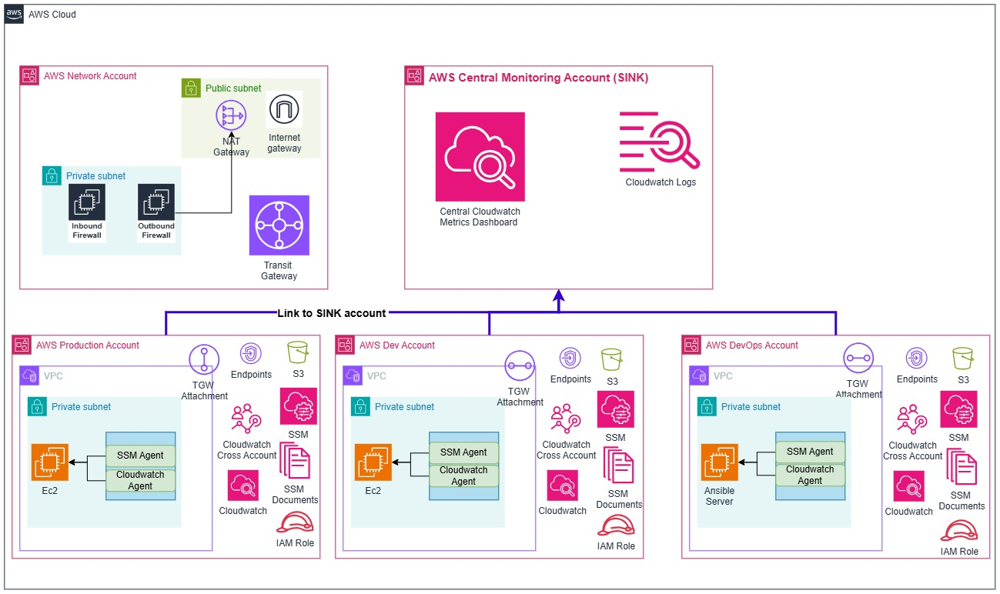 aws
AWS Cloud
AWS Network Account
Public subnet
NAT
Gateway
Internet
gateway
Private subnet
Inbound
Firewall
Outbound
Firewall
Transit
Gateway
AWS Central Monitoring Account (SINK)
Central Cloudwatch
Metrics Dashboard
Cloudwatch Logs
Link to SINK account
AWS Production Account
VPC
TGW
Attachment
Endpoints
S3
Private subnet
Ec2
SSM Agent
Cloudwatch
Agent
Cloudwatch
Cross Account
SSM
Cloudwatch
SSM
Documents
IAM Role
AWS Dev Account
VPC
TGW
Attachment
Endpoints
S3
Private subnet
Ec2
SSM Agent
Cloudwatch
Agent
Cloudwatch
Cross Account
SSM
Cloudwatch
SSM
Documents
IAM Role
AWS DevOps Account
VPC
TGW
Attachment
Endpoints
S3
Private subnet
Ansible
Server
SSM Agent
Cloudwatch
Agent
Cloudwatch
Cross Account
SSM
Cloudwatch
SSM
Documents
IAM Role